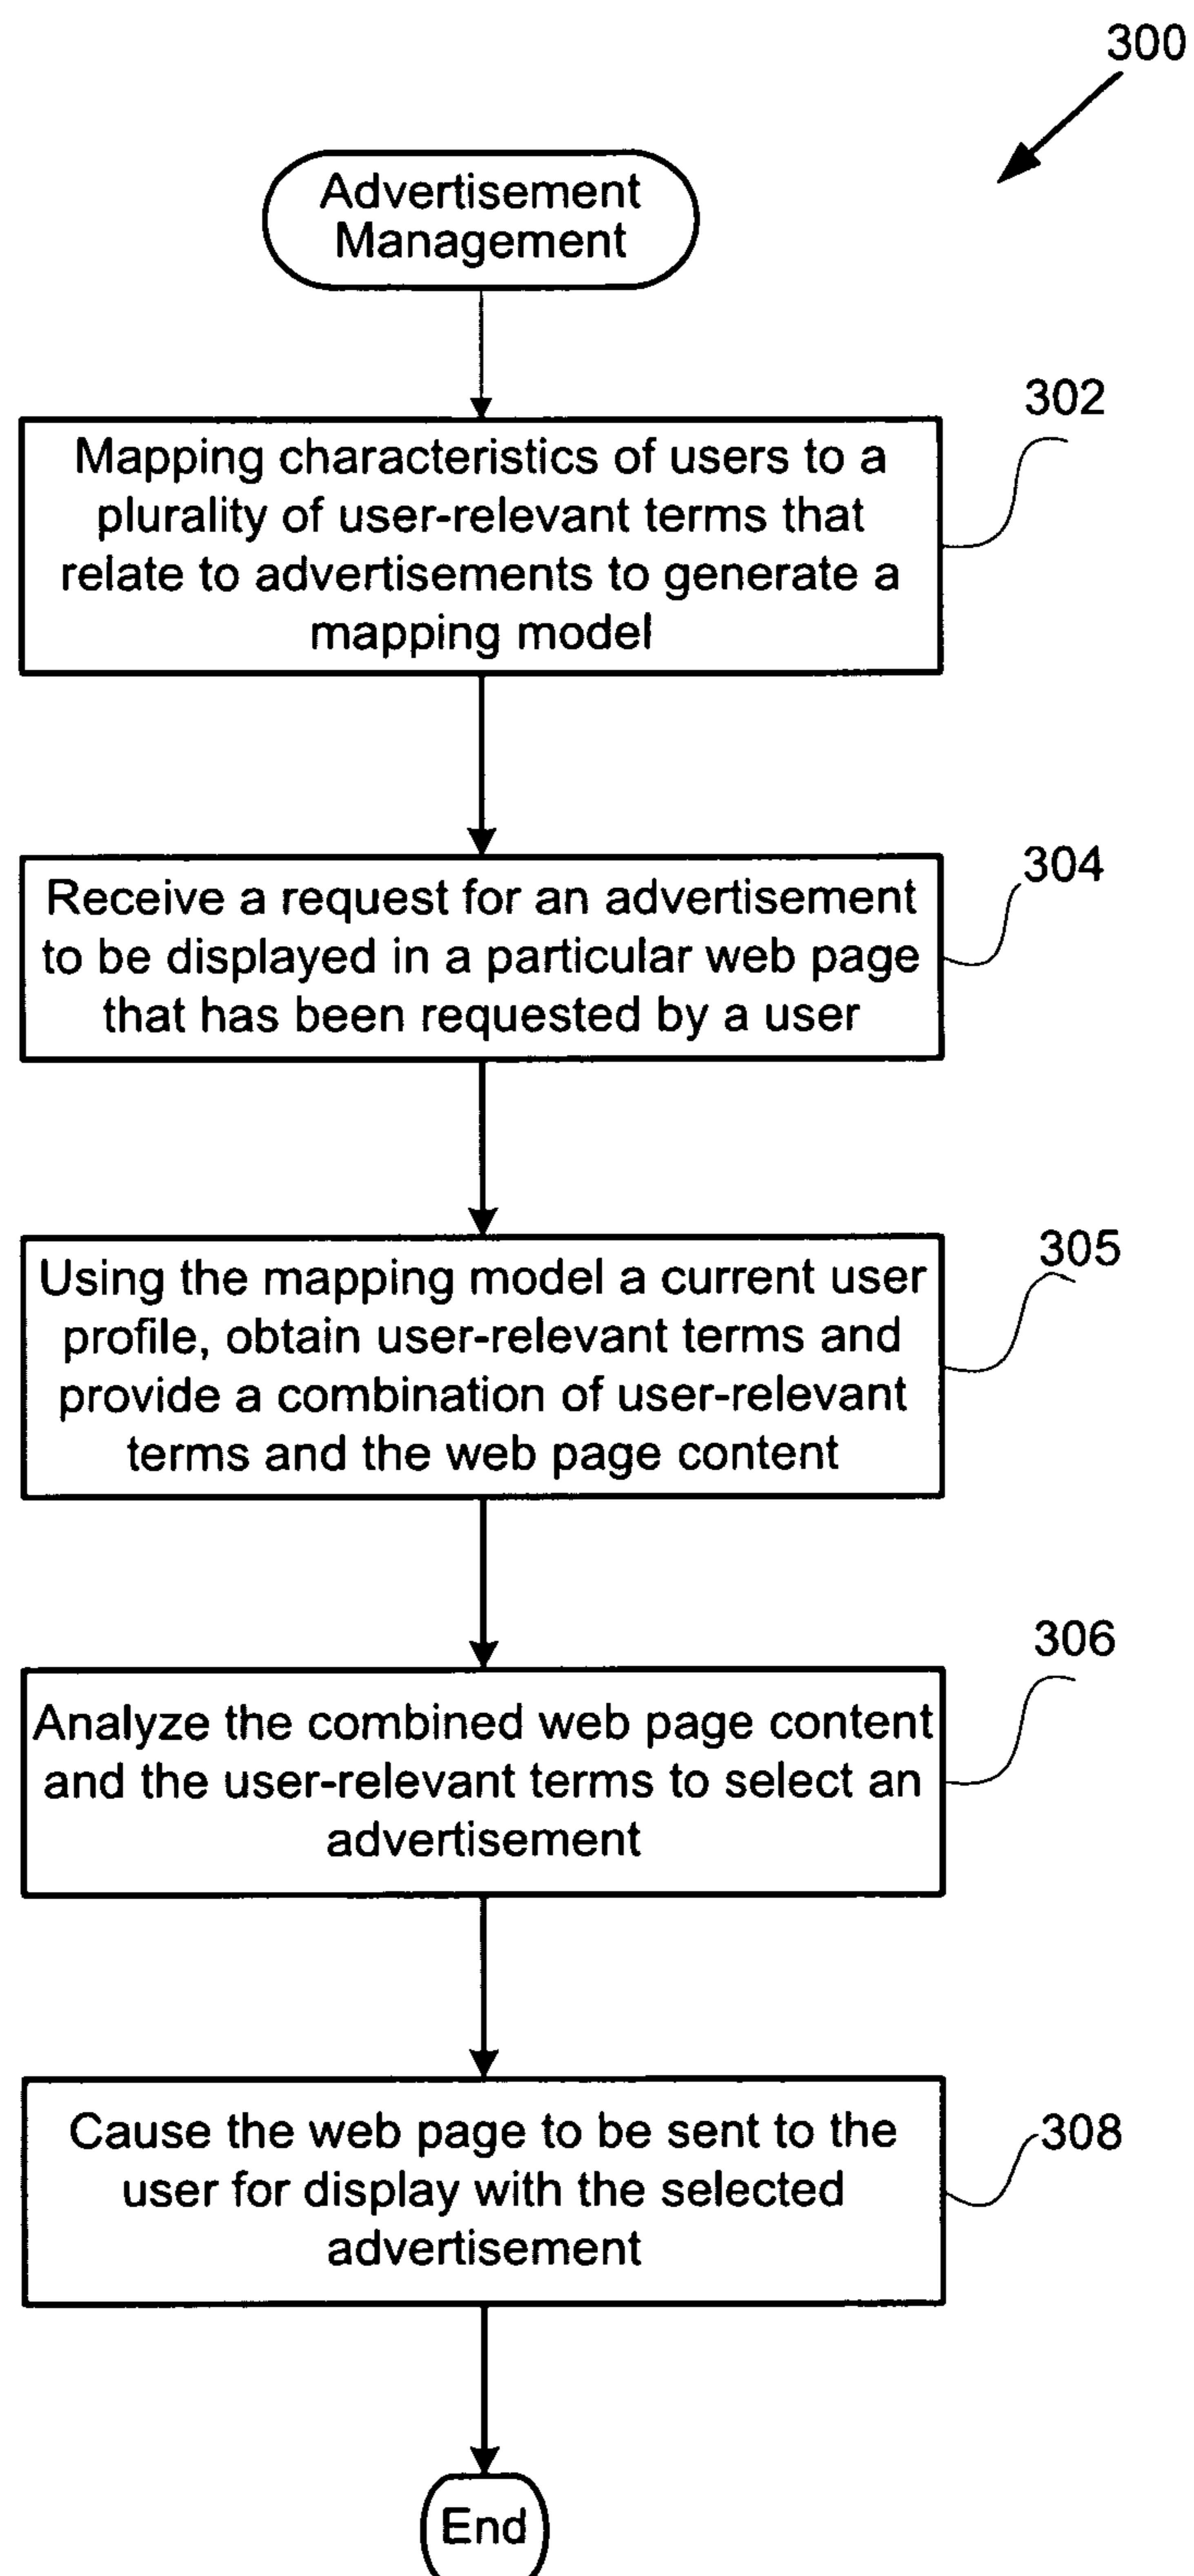 300
Advertisement
Management
302
Mapping characteristics of users to a
plurality of user-relevant terms that
relate to advertisements to generate a
mapping model
304
Receive a request for an advertisement
to be displayed in a particular web page
that has been requested by a user
305
Using the mapping model a current user
profile, obtain user-relevant terms and
provide a combination of user-relevant
terms and the web page content
306
Analyze the combined web page content
and the user-relevant terms to select an
advertisement
308
Cause the web page to be sent to the
user for display with the selected
advertisement
End